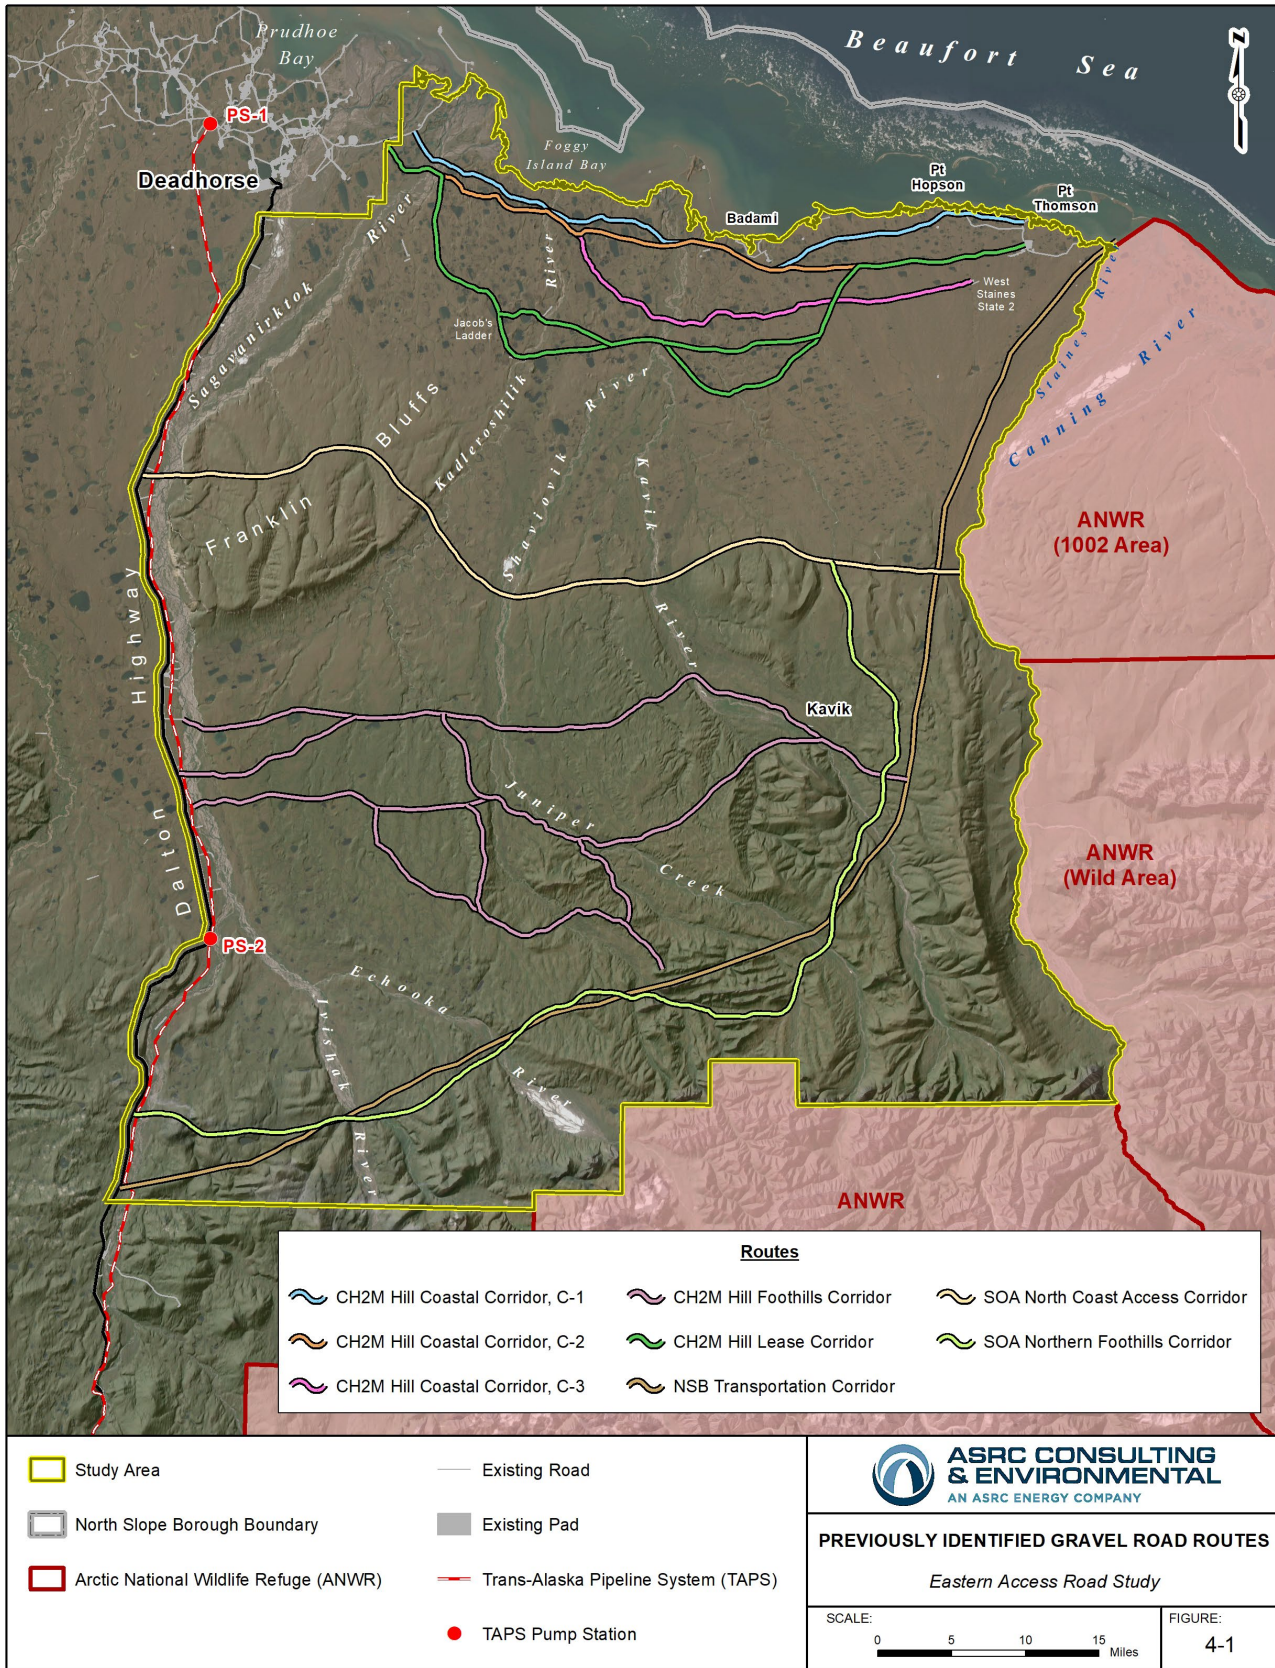 Prudhoe
Bay
Beaufort Sea
N
PS-1
Deadhorse
Foggy
Island Bay
Pt
Hopson
Pt
Thomson
Badami
River
River
West
Staines
State 2
Staines River
Jacob's
Ladder
Sagavanirktok
Canning River
River
Bluffs
Kadleroshilik
Franklin
Shaviovik
Kavik
River
ANWR
(1002 Area)
Highway
Dalton
Kavik
Juniper
Creek
ANWR
(Wild Area)
PS-2
Echooka
River
Ivishak
River
ANWR
Routes
CH2M Hill Coastal Corridor, C-1
CH2M Hill Foothills Corridor
SOA North Coast Access Corridor
CH2M Hill Coastal Corridor, C-2
CH2M Hill Lease Corridor
SOA Northern Foothills Corridor
CH2M Hill Coastal Corridor, C-3
NSB Transportation Corridor
Study Area
Existing Road
North Slope Borough Boundary
Existing Pad
Arctic National Wildlife Refuge (ANWR)
Trans-Alaska Pipeline System (TAPS)
TAPS Pump Station
ASRC CONSULTING
& ENVIRONMENTAL
AN ASRC ENERGY COMPANY
PREVIOUSLY IDENTIFIED GRAVEL ROAD ROUTES
Eastern Access Road Study
SCALE:
0 5 10 15
Miles
FIGURE:
4-1